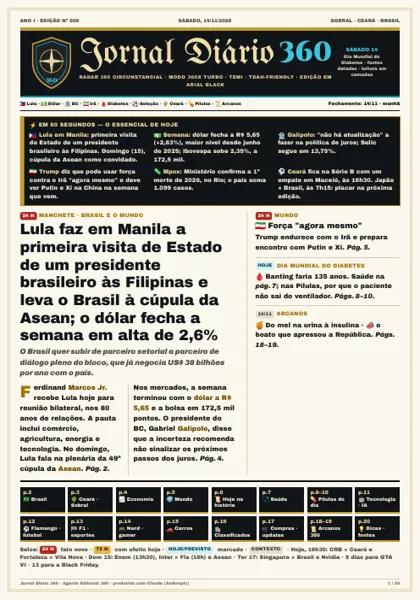 ANO I · EDIÇÃO Nº 009
SÁBADO, 14/11/2026
SOBRAL · CEARÁ · BRASIL
360
Jornal Diário 360
RADAR 360 CIRCUNSTANCIAL · MODO 360X TURBO · TEMI · TDAH-FRIENDLY · EDIÇÃO EM
ARIAL BLACK
SÁBADO 14
Dia Mundial do
Diabetes · fontes
datadas · leitura em
camadas
Lula · Dólar · BC · Irã · Diabetes · Seleção · Ceará · Pílulas · Arcanos
Fechamento: 14/11 · manhã
EM 60 SEGUNDOS — O ESSENCIAL DE HOJE
Lula em Manila: primeira visita
de Estado de um presidente
brasileiro às Filipinas. Domingo (15),
cúpula da Asean como convidado.
Semana: dólar fecha a R$ 5,65
(+2,63%), maior nível desde junho
de 2025; Ibovespa sobe 2,35%, a
172,5 mil.
Galípolo: "não há atualização" a
fazer na política de juros; Selic
segue em 13,75%.
Trump diz que pode usar força
contra o Irã "agora mesmo" e deve
ver Putin e Xi na China na semana
que vem.
Mpox: Ministério confirma a 1ª
morte de 2026, no Rio; o país soma
1.099 casos.
Ceará fica na Série B com um
empate em Maceió, às 18h30. Japão
× Brasil, às 7h15: placar na próxima
edição.
24 H MANCHETE · BRASIL E O MUNDO
Lula faz em Manila a
primeira visita de Estado
de um presidente
brasileiro às Filipinas e
leva o Brasil à cúpula da
Asean; o dólar fecha a
semana em alta de 2,6%
O Brasil quer subir de parceiro setorial a parceiro de
diálogo pleno do bloco, que já negocia US$ 38 bilhões
por ano com o país.
Ferdinand Marcos Jr.
recebe Lula hoje para
reunião bilateral, nos 80
anos de relações. A pauta
inclui comércio,
agricultura, energia e
tecnologia. No domingo,
Lula fala na plenária da 49ª
cúpula da Asean. Pág. 2.
Nos mercados, a semana
terminou com o dólar a R$
5,65 e a bolsa em 172,5 mil
pontos. O presidente do
BC, Gabriel Galípolo, disse
que a incerteza recomenda
não sinalizar os próximos
passos dos juros. Pág. 4.
24 H MUNDO
Força "agora mesmo"
Trump endurece com o Irã e prepara
encontro com Putin e Xi. Pág. 5.
HOJE DIA MUNDIAL DO DIABETES
Banting faria 135 anos. Saúde na
pág. 7; nas Pílulas, por que o paciente
não sai do ventilador. Págs. 8–10.
14/11 ARCANOS
Do mel na urina à insulina · o
boato que apressou a República. Págs.
18–19.
p.2
Brasil
p.3
Ceará ·
Sobral
p.4
Economia
p.5
Mundo
p.6
Hoje na
história
p.7
Saúde
p.8–10
Pílulas do
dia
p.11
Tecnologia
· IA
p.12
Flamengo ·
futebol
p.13
F1 ·
esportes
p.14
Nerd ·
gamer
p.15
Carros
p.16
Classificados
p.17
Compras ·
updates
p.18–19
Arcanos
360
p.20
Dicas ·
fontes
Selos: 24 H fato novo · 72 H com efeito hoje · HOJE/PREVISTO marcado · CONTEXTO · Hoje, 18h30: CRB × Ceará e
Fortaleza × Vila Nova · Dom 15: Enem (13h30), Inter × Fla (16h) e Asean · Ter 17: Singapura × Brasil e Nvidia · 5 dias para GTA
VI · 13 para a Black Friday.
Jornal Diário 360 · Agente Editorial 360 · produzido com Claude (Anthropic)
1 / 20